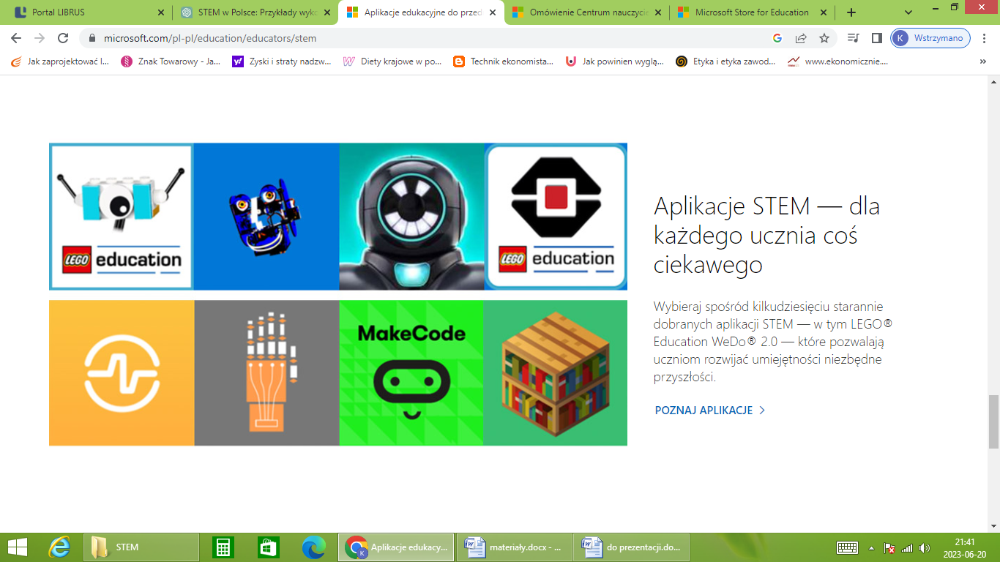 Portal LIBRUS
STEM w Polsce: Przykłady wyko
Aplikacje edukacyjne do przed
Omówienie Centrum nauczycie
Microsoft Store for Education
microsoft.com/pl-pl/education/educators/stem
K Wstrzymano
Jak zaprojektować l...
Znak Towarowy - Ja...
Zyski i straty nadzw...
Diety krajowe w po...
Technik ekonomista...
Jak powinien wyglą...
Etyka i etyka zawod...
www.ekonomicznie....
LEGO education
LEGO education
MakeCode
Aplikacje STEM — dla
każdego ucznia coś
ciekawego
Wybieraj spośród kilkudziesięciu starannie
dobranych aplikacji STEM — w tym LEGO®
Education WeDo® 2.0 — które pozwalają
uczniom rozwijać umiejętności niezbędne
przyszłości.
POZNAJ APLIKACJE
STEM
Aplikacje edukacy...
materiały.docx - ...
do prezentacji.do...
21:41
2023-06-20